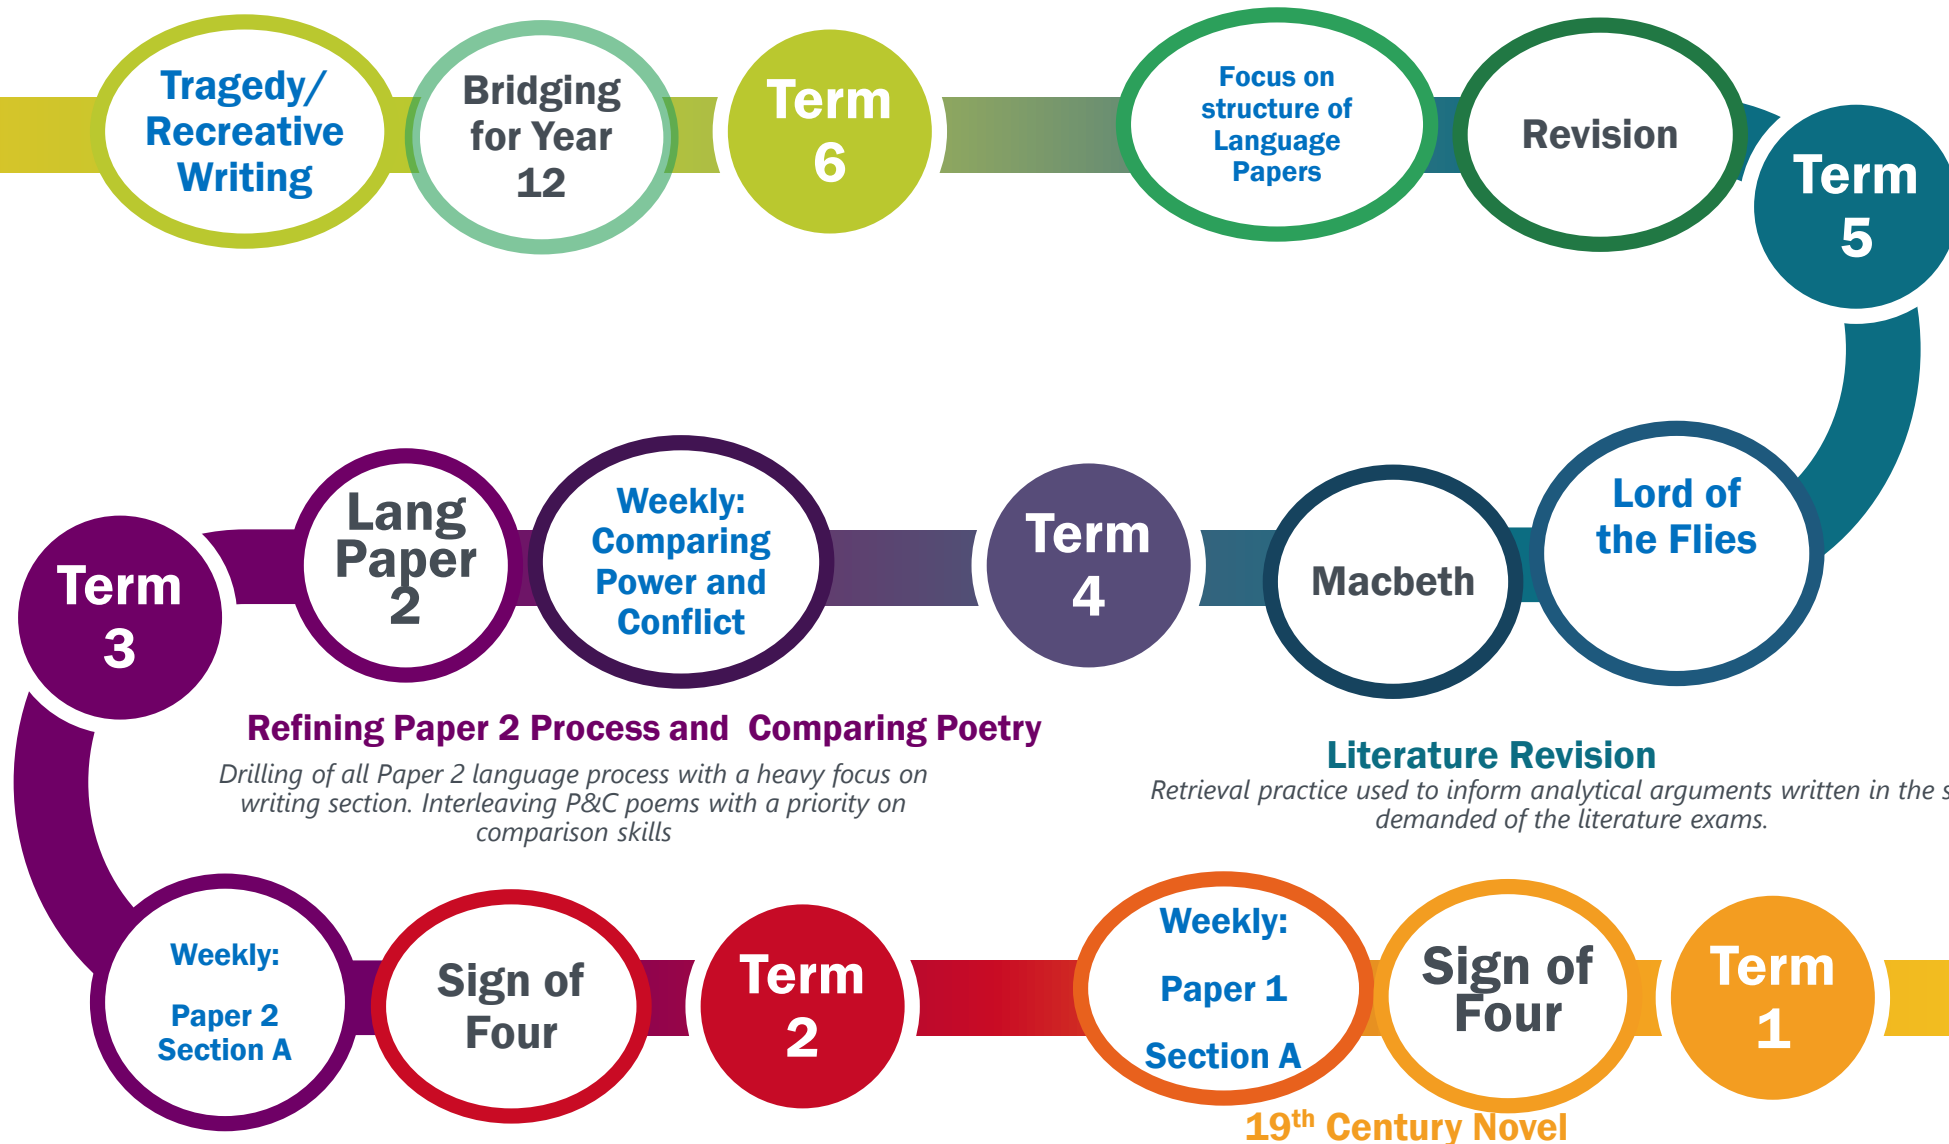 Tragedy/
Recreative
Writing
Bridging
for Year
12
Term
6
Focus on
structure of
Language
Papers
Revision
Term
5
Term
3
Lang
Paper
2
Weekly:
Comparing
Power and
Conflict
Term
4
Macbeth
Lord of
the Flies
Refining Paper 2 Process and Comparing Poetry
Drilling of all Paper 2 language process with a heavy focus on
writing section. Interleaving P&C poems with a priority on
comparison skills
Literature Revision
Retrieval practice used to inform analytical arguments written in the s
demanded of the literature exams.
Weekly:
Paper 2
Section A
Sign of
Four
Term
2
Weekly:
Paper 1
Section A
Sign of
Four
Term
1
19th Century Novel